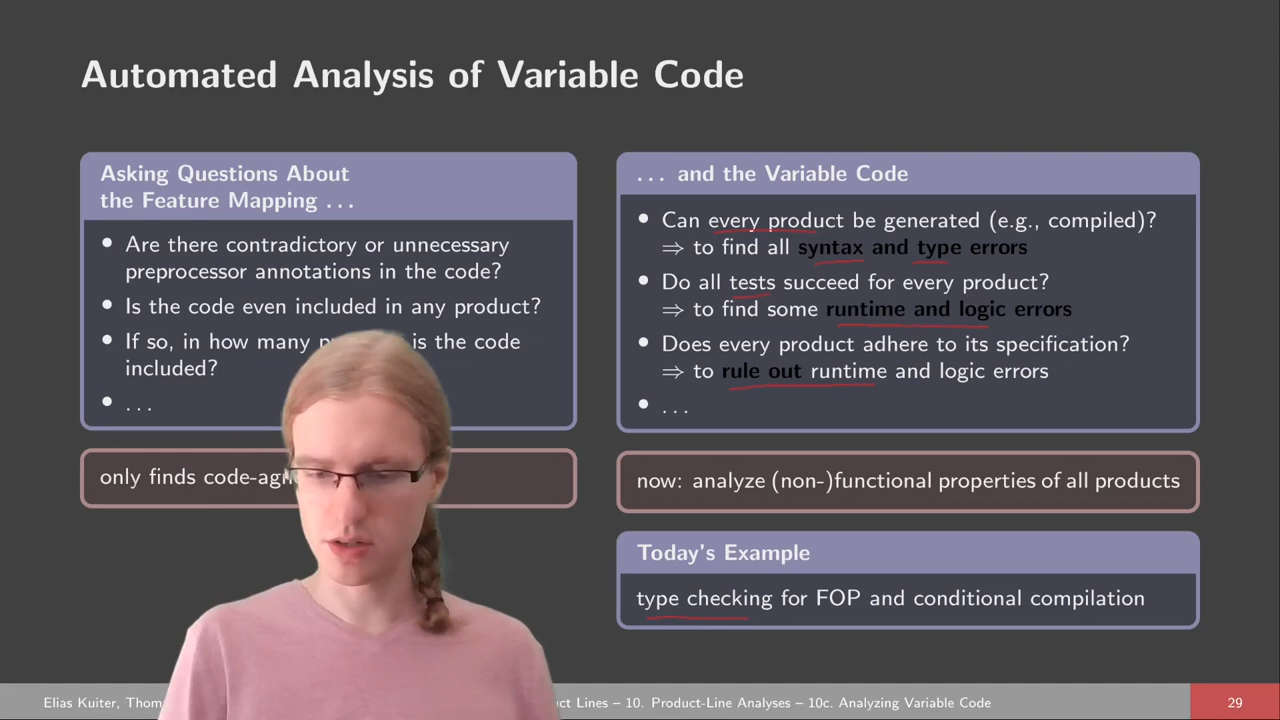 Automated Analysis of Variable Code
Asking Questions About
the Feature Mapping . . .
• Are there contradictory or unnecessary
preprocessor annotations in the code?
• Is the code even included in any product?
• If so, in how many is the code
included?
• . . .
only finds
. . . and the Variable Code
• Can every product be generated (e.g., compiled)?
⇒ to find all syntax and type errors
• Do all tests succeed for every product?
⇒ to find some runtime and logic errors
• Does every product adhere to its specification?
⇒ to rule out runtime and logic errors
• . . .
now: analyze (non-)functional properties of all products
Today's Example
type checking for FOP and conditional compilation
Elias Kuiter, Lines – 10. Product-Line Analyses – 10c. Analyzing Variable Code
29